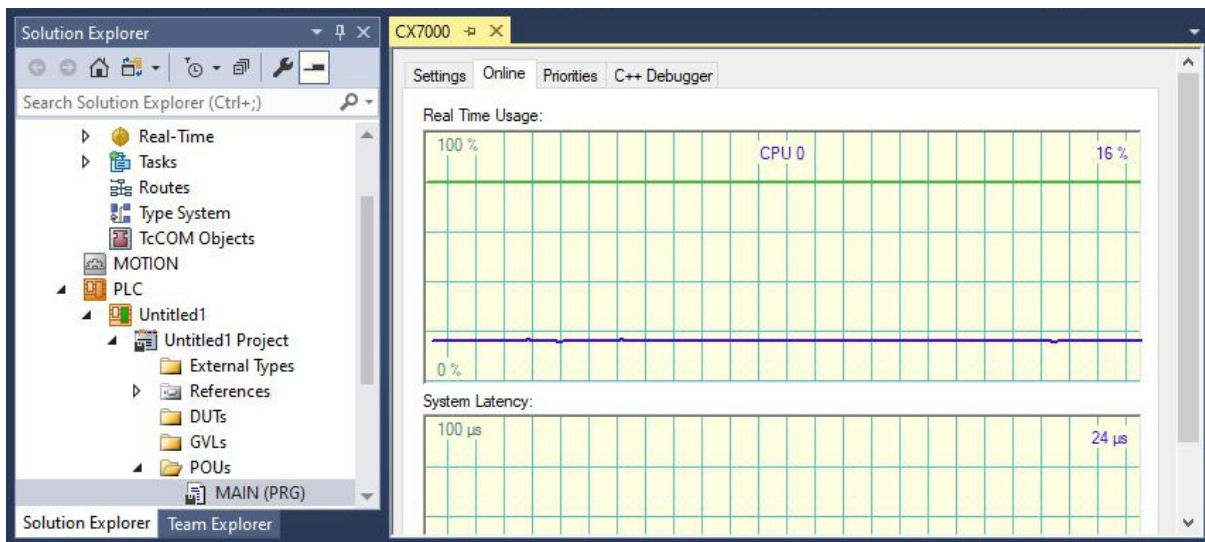 Solution Explorer
Search Solution Explorer (Ctrl+;)
Real-Time
Tasks
Routes
Type System
TcCOM Objects
MOTION
PLC
Untitled1
Untitled1 Project
External Types
References
DUTs
GVLs
POUs
MAIN (PRG)
Solution Explorer Team Explorer
CX7000
Settings Online Priorities C++ Debugger
Real Time Usage:
100 % CPU 0 16 %
0 %
System Latency:
100 µs 24 µs